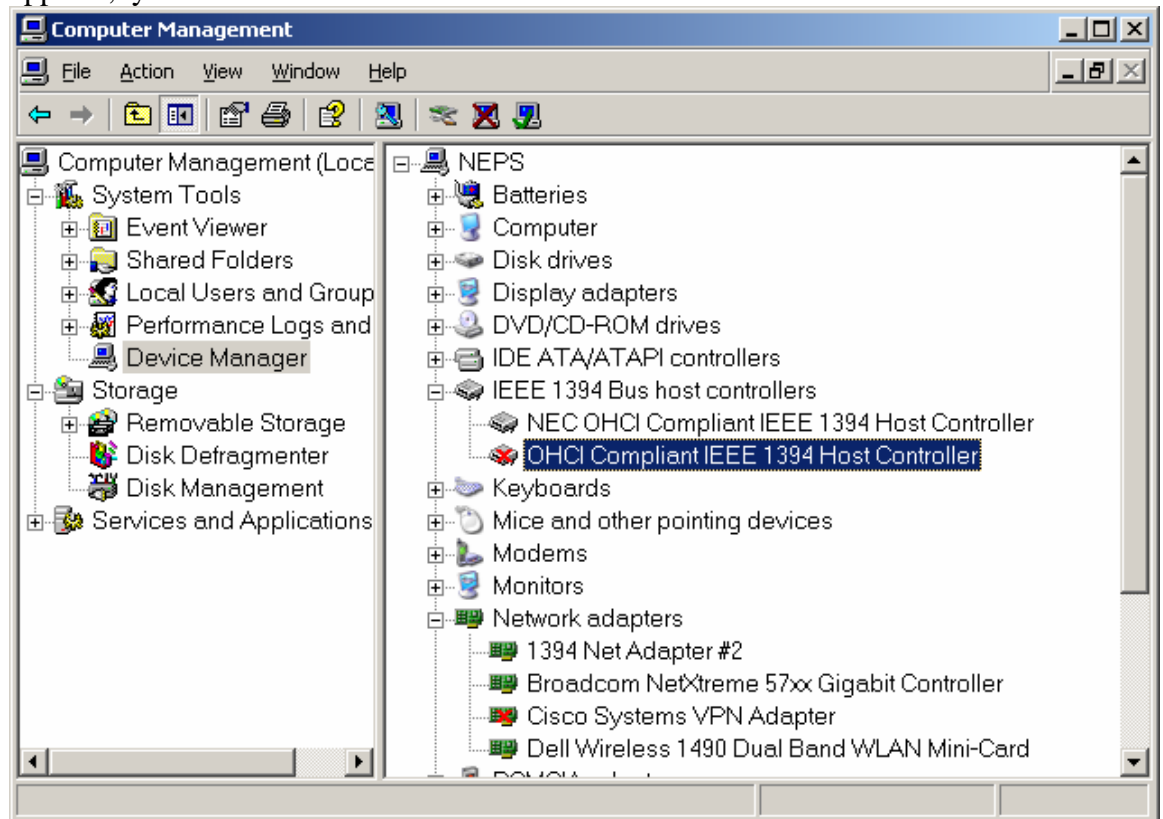 Computer Management
File Action View Window Help
Computer Management (Loca
System Tools
Event Viewer
Shared Folders
Local Users and Group
Performance Logs and
Device Manager
Storage
Removable Storage
Disk Defragmenter
Disk Management
Services and Applications
NEPS
Batteries
Computer
Disk drives
Display adapters
DVD/CD-ROM drives
IDE ATA/ATAPI controllers
IEEE 1394 Bus host controllers
NEC OHCI Compliant IEEE 1394 Host Controller
OHCI Compliant IEEE 1394 Host Controller
Keyboards
Mice and other pointing devices
Modems
Monitors
Network adapters
1394 Net Adapter #2
Broadcom NetXtreme 57xx Gigabit Controller
Cisco Systems VPN Adapter
Dell Wireless 1490 Dual Band WLAN Mini-Card